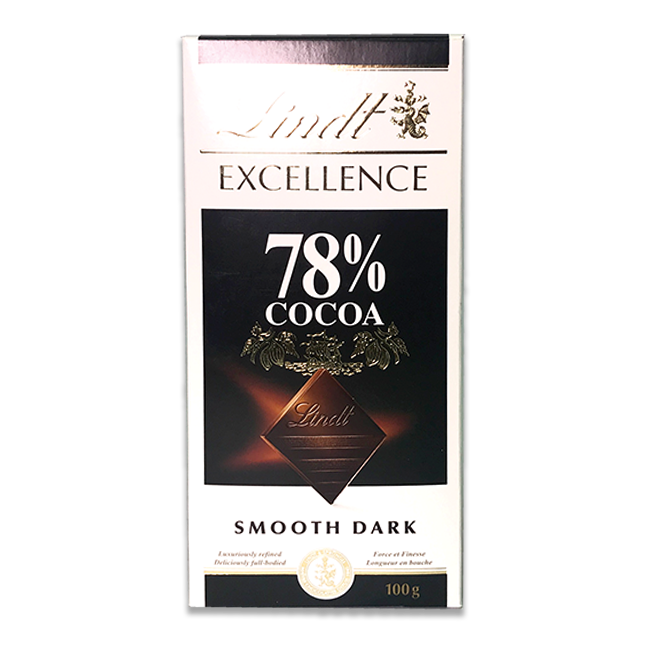 Lindt
EXCELLENCE
78%
COCOA
Lindt
SMOOTH DARK
Luxuriously refined
Deliciously full-bodied
Force et Finesse
Longueur en bouche
100g